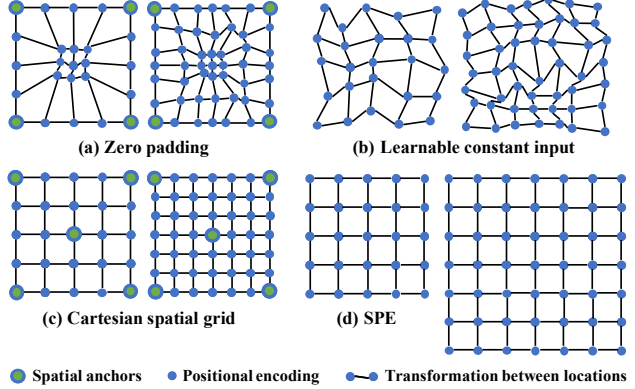 (a) Zero padding
(b) Learnable constant input
(c) Cartesian spatial grid
(d) SPE
Spatial anchors
Positional encoding
Transformation between locations